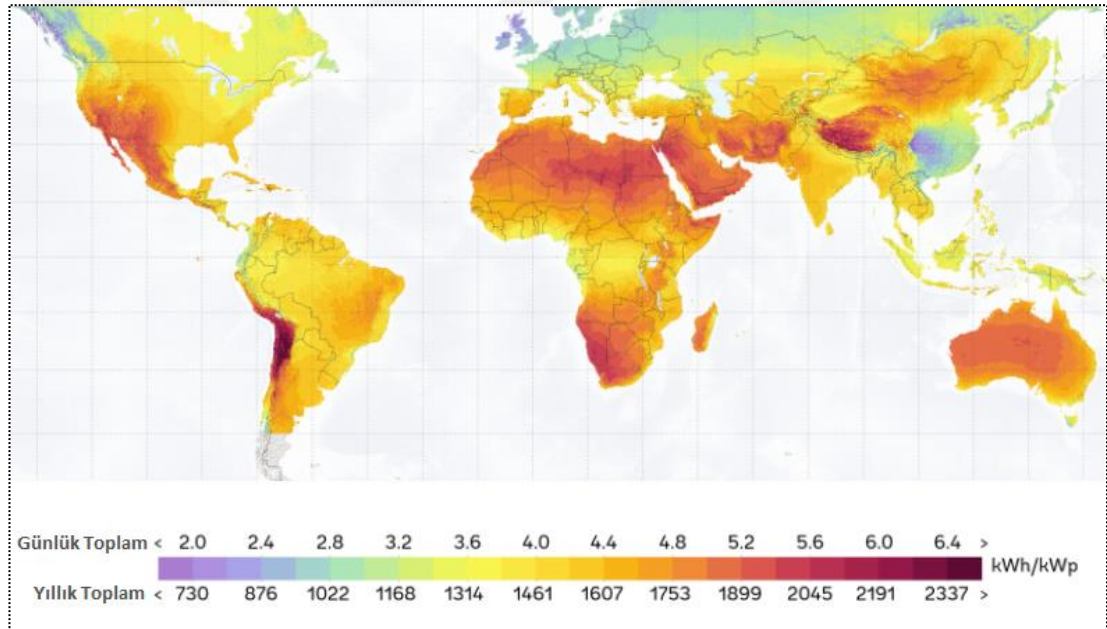 Günlük Toplam < 2.0 2.4 2.8 3.2 3.6 4.0 4.4 4.8 5.2 5.6 6.0 6.4 >
kWh/kWp
Yıllık Toplam < 730 876 1022 1168 1314 1461 1607 1753 1899 2045 2191 2337 >